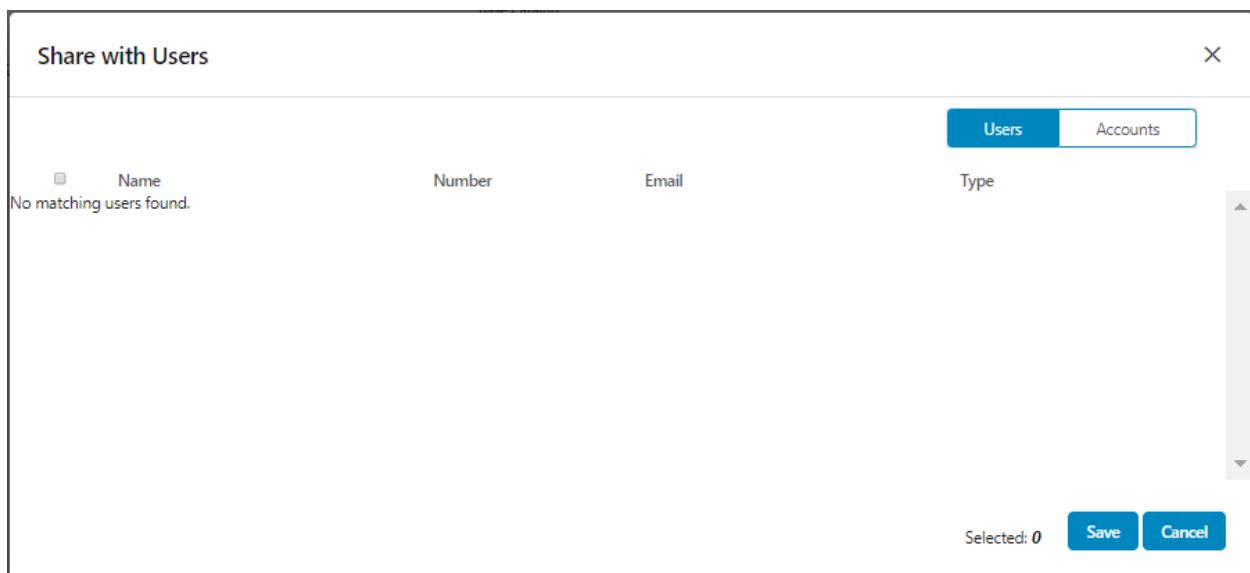 Share with Users
Users Accounts
Name Number Email Type
No matching users found.
Selected: 0 Save Cancel